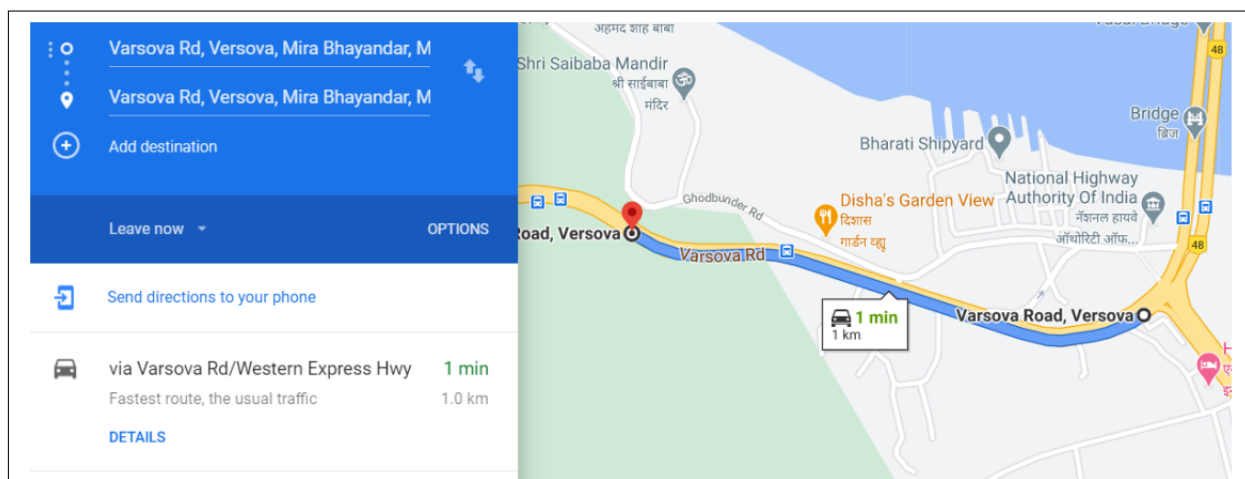 Varsova Rd, Versova, Mira Bhayandar, M
Varsova Rd, Versova, Mira Bhayandar, M
Add destination
Leave now
OPTIONS
Send directions to your phone
via Varsova Rd/Western Express Hwy
1 min
Fastest route, the usual traffic
1.0 km
DETAILS
अहमद शाह बाबा
Shri Saibaba Mandir
श्री साईबाबा
मंदिर
48
Bridge
ब्रिज
Bharati Shipyard
National Highway
Authority Of India
नॅशनल हायवे
ऑथोरिटी ऑफ...
Ghodbunder Rd
Disha's Garden View
दिशास
गार्डन व्ह्यू
Road, Versova
Varsova Rd
48
1 min
1 km
Varsova Road, Versova